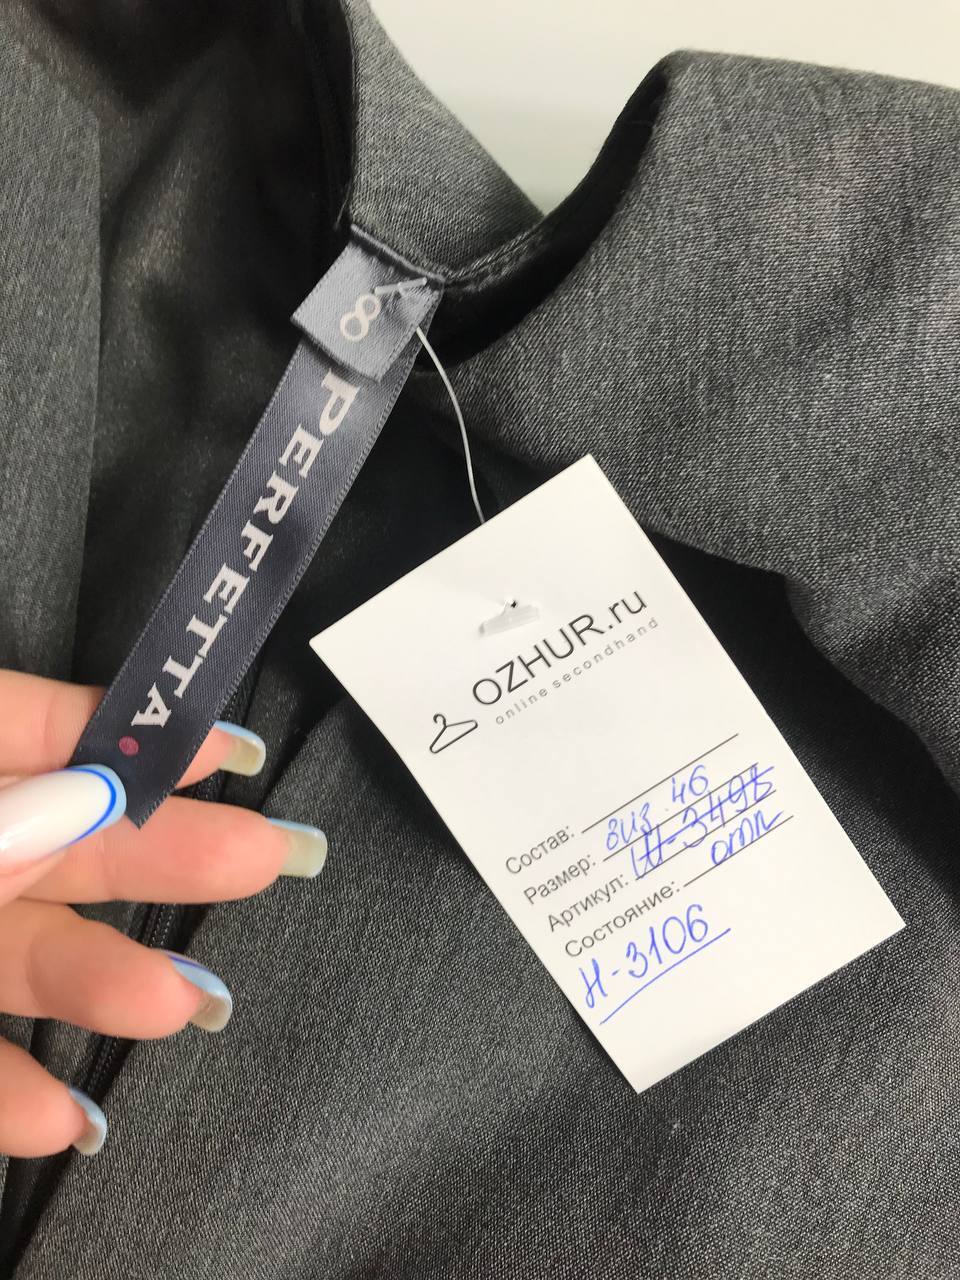 8
PERFETTA
OZHUR.ru
online secondhand
Состав:
Размер: виз. 46
Артикул: Н-3498
Состояние: отл
Н-3106